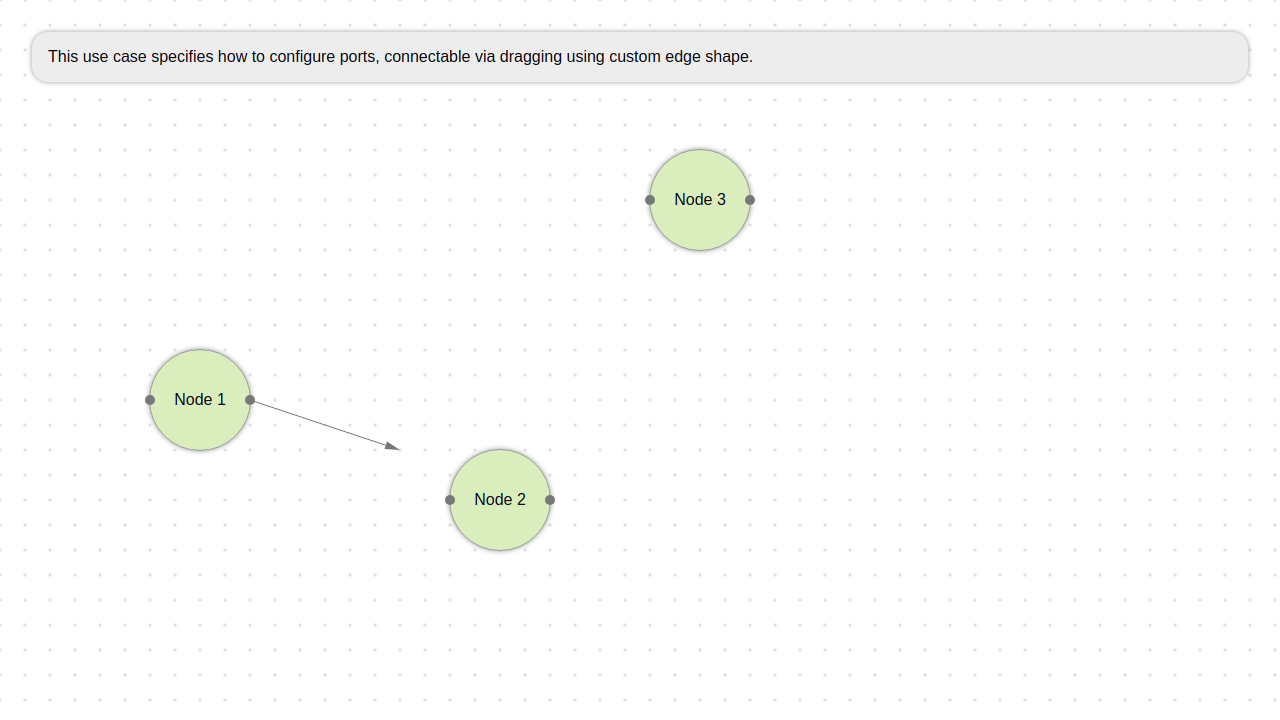 This use case specifies how to configure ports, connectable via dragging using custom edge shape.
Node 3
Node 1
Node 2